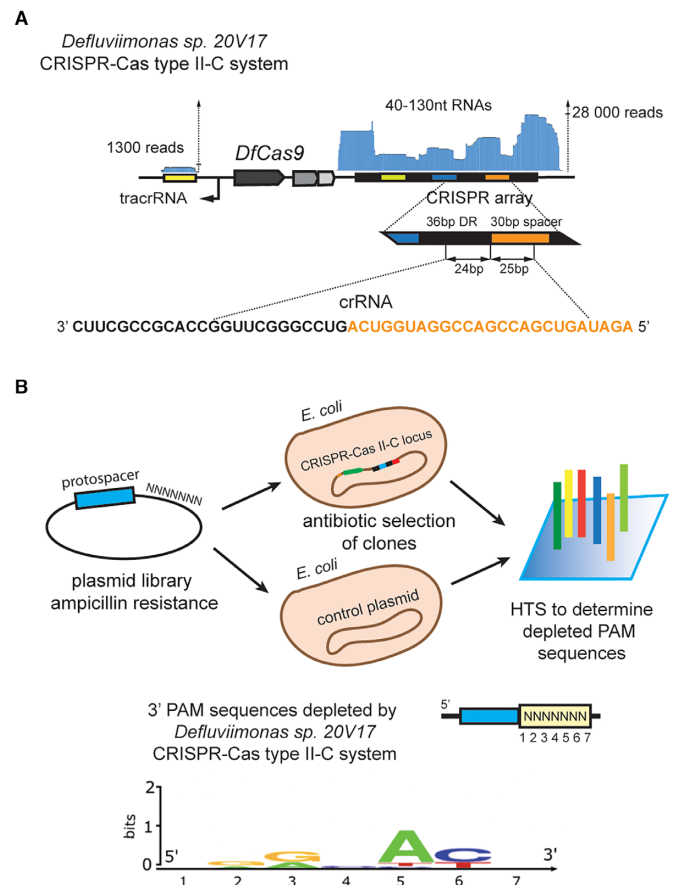 A
Defluviimonas sp. 20V17
CRISPR-Cas type II-C system
40-130nt RNAs
28 000 reads
1300 reads
DfCas9
tracrRNA
CRISPR array
36bp DR 30bp spacer
24bp 25bp
crRNA
3' CUUCGCCGCACCGGUUCGGGCCUGACUGGUAGGCCAGCCAGCUGAUAGA 5'
B
E. coli
CRISPR-Cas II-C locus
protospacer
NNNNNNN
antibiotic selection
of clones
plasmid library
ampicillin resistance
E. coli
control plasmid
HTS to determine
depleted PAM
sequences
3' PAM sequences depleted by
Defluviimonas sp. 20V17
CRISPR-Cas type II-C system
5'
NNNNNNN
1 2 3 4 5 6 7
2
bits
1
0
5' G G A C T 3'
1 2 3 4 5 6 7